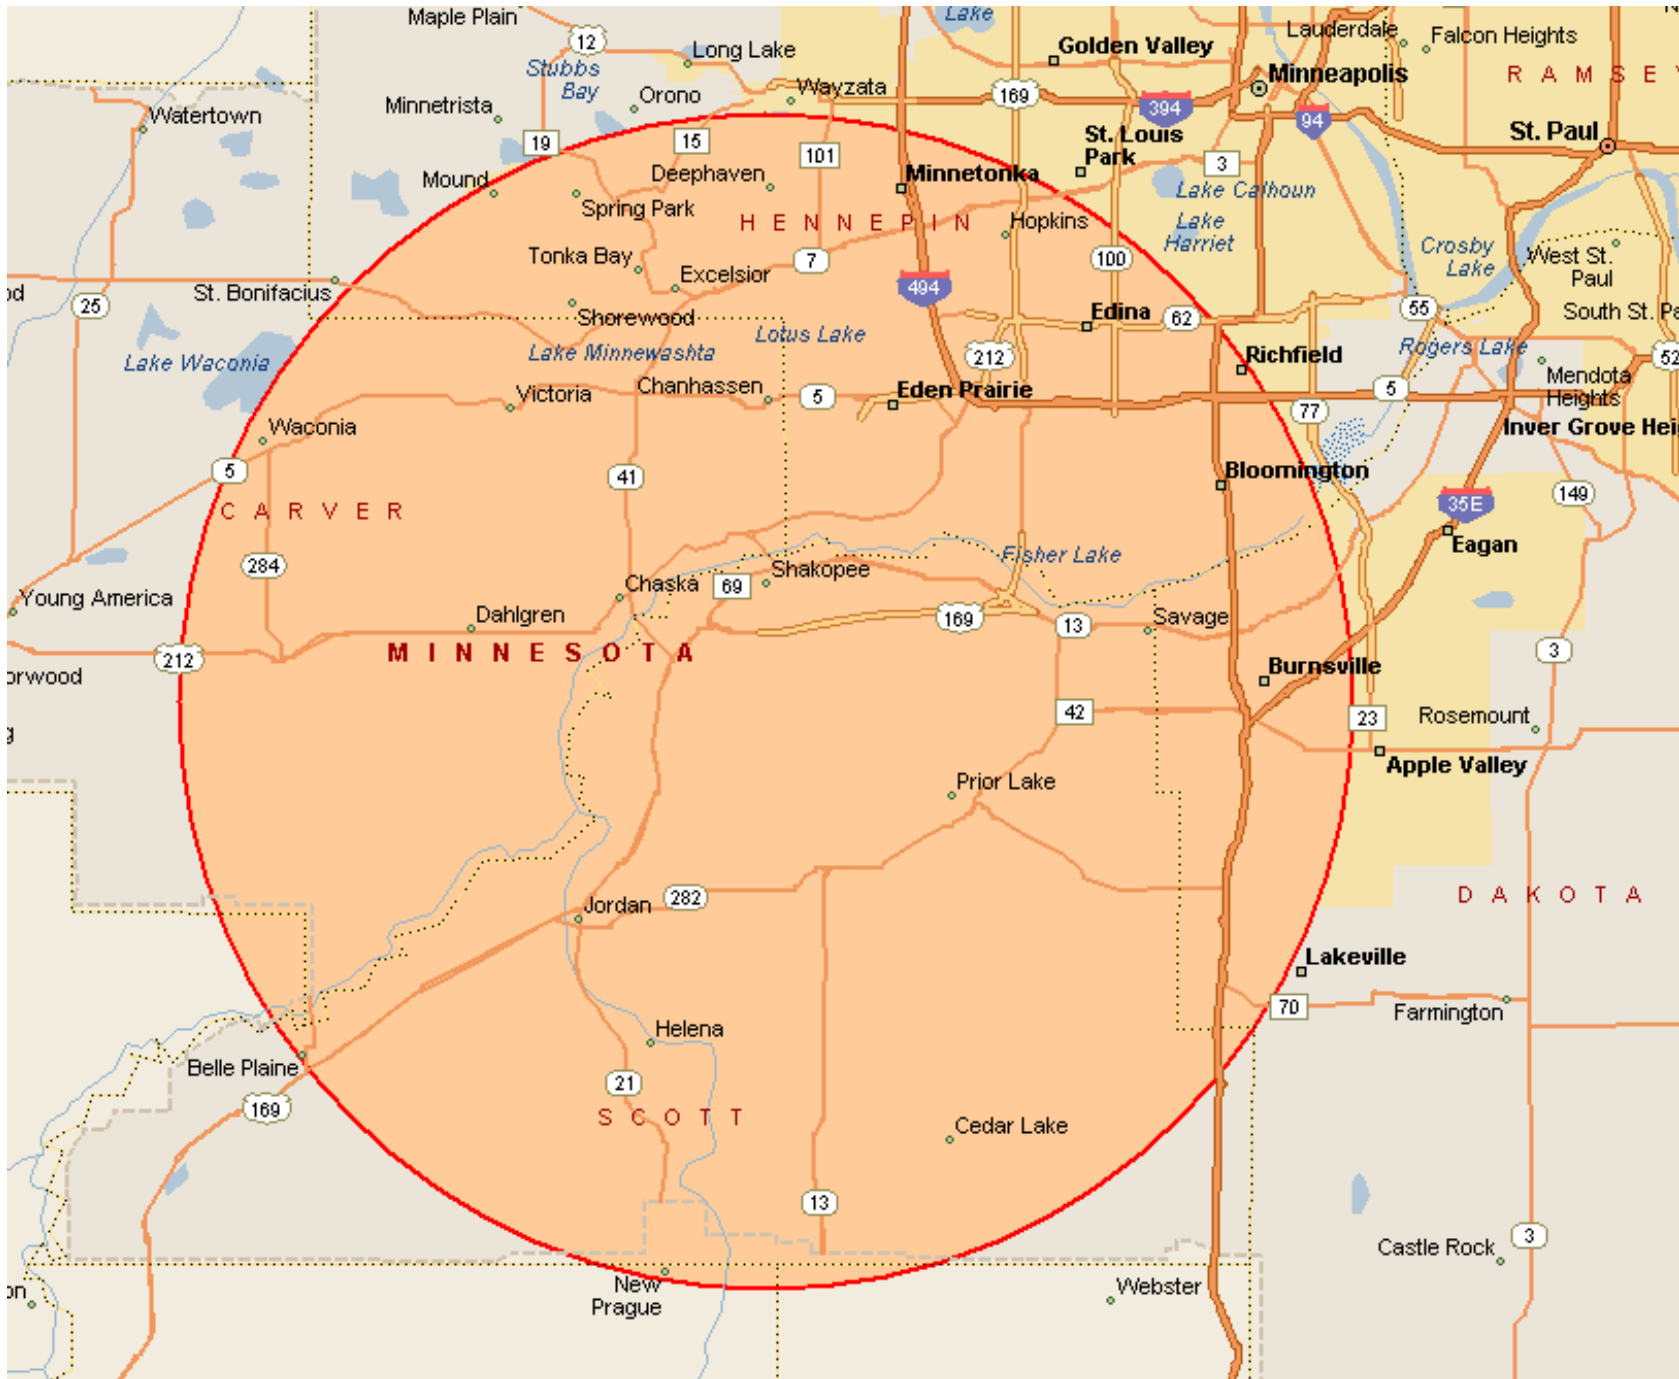 Maple Plain
Lake
12
Long Lake
Golden Valley
Lauderdale
Falcon Heights
Stubbs
Bay
Minneapolis
R A M S E Y
Watertown
Minnetrista
Orono
Wayzata
169
394
94
St. Paul
19
15
101
St. Louis
Park
3
Mound
Deephaven
Minnetonka
Lake Calhoun
Spring Park
H E N N E P I N
Hopkins
Lake
Harriet
Tonka Bay
7
100
Crosby
Lake
West St.
Paul
Excelsior
494
St. Bonifacius
25
Shorewood
Edina
62
55
South St. Pa
Lotus Lake
Lake Waconia
Lake Minnewashta
212
Richfield
Rogers Lake
52
Victoria
Chanhassen
5
Eden Prairie
5
Mendota
Heights
77
Waconia
Inver Grove Hei
5
41
Bloomington
C A R V E R
35E
149
Eagan
Fisher Lake
284
Shakopee
69
Chaska
Young America
Dahlgren
169
13
Savage
M I N N E S O T A
212
orwood
Burnsville
3
42
23
Rosemount
Apple Valley
Prior Lake
Jordan
282
D A K O T A
Lakeville
70
Farmington
Helena
Belle Plaine
21
169
S C O T T
Cedar Lake
13
3
Castle Rock
New
Prague
Webster
on